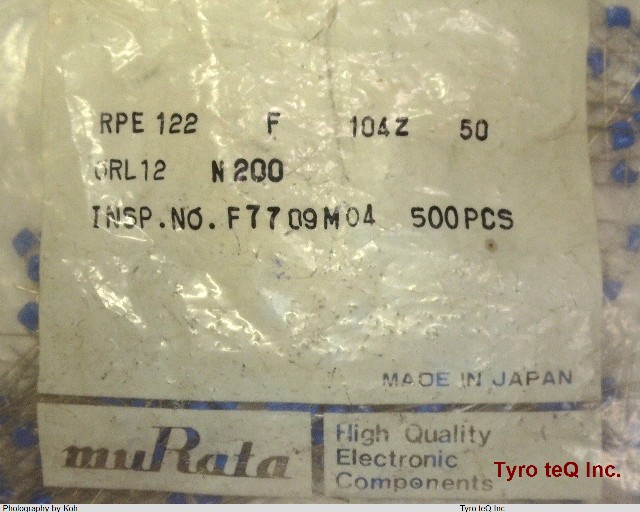 RPE 122 F 104Z 50
ORL12 N200
INSP.NO. F7709M04 500PCS
MADE IN JAPAN
muRata
High Quality
Electronic
Components
Tyro teQ Inc.
Photography by Koh Tyro teQ Inc